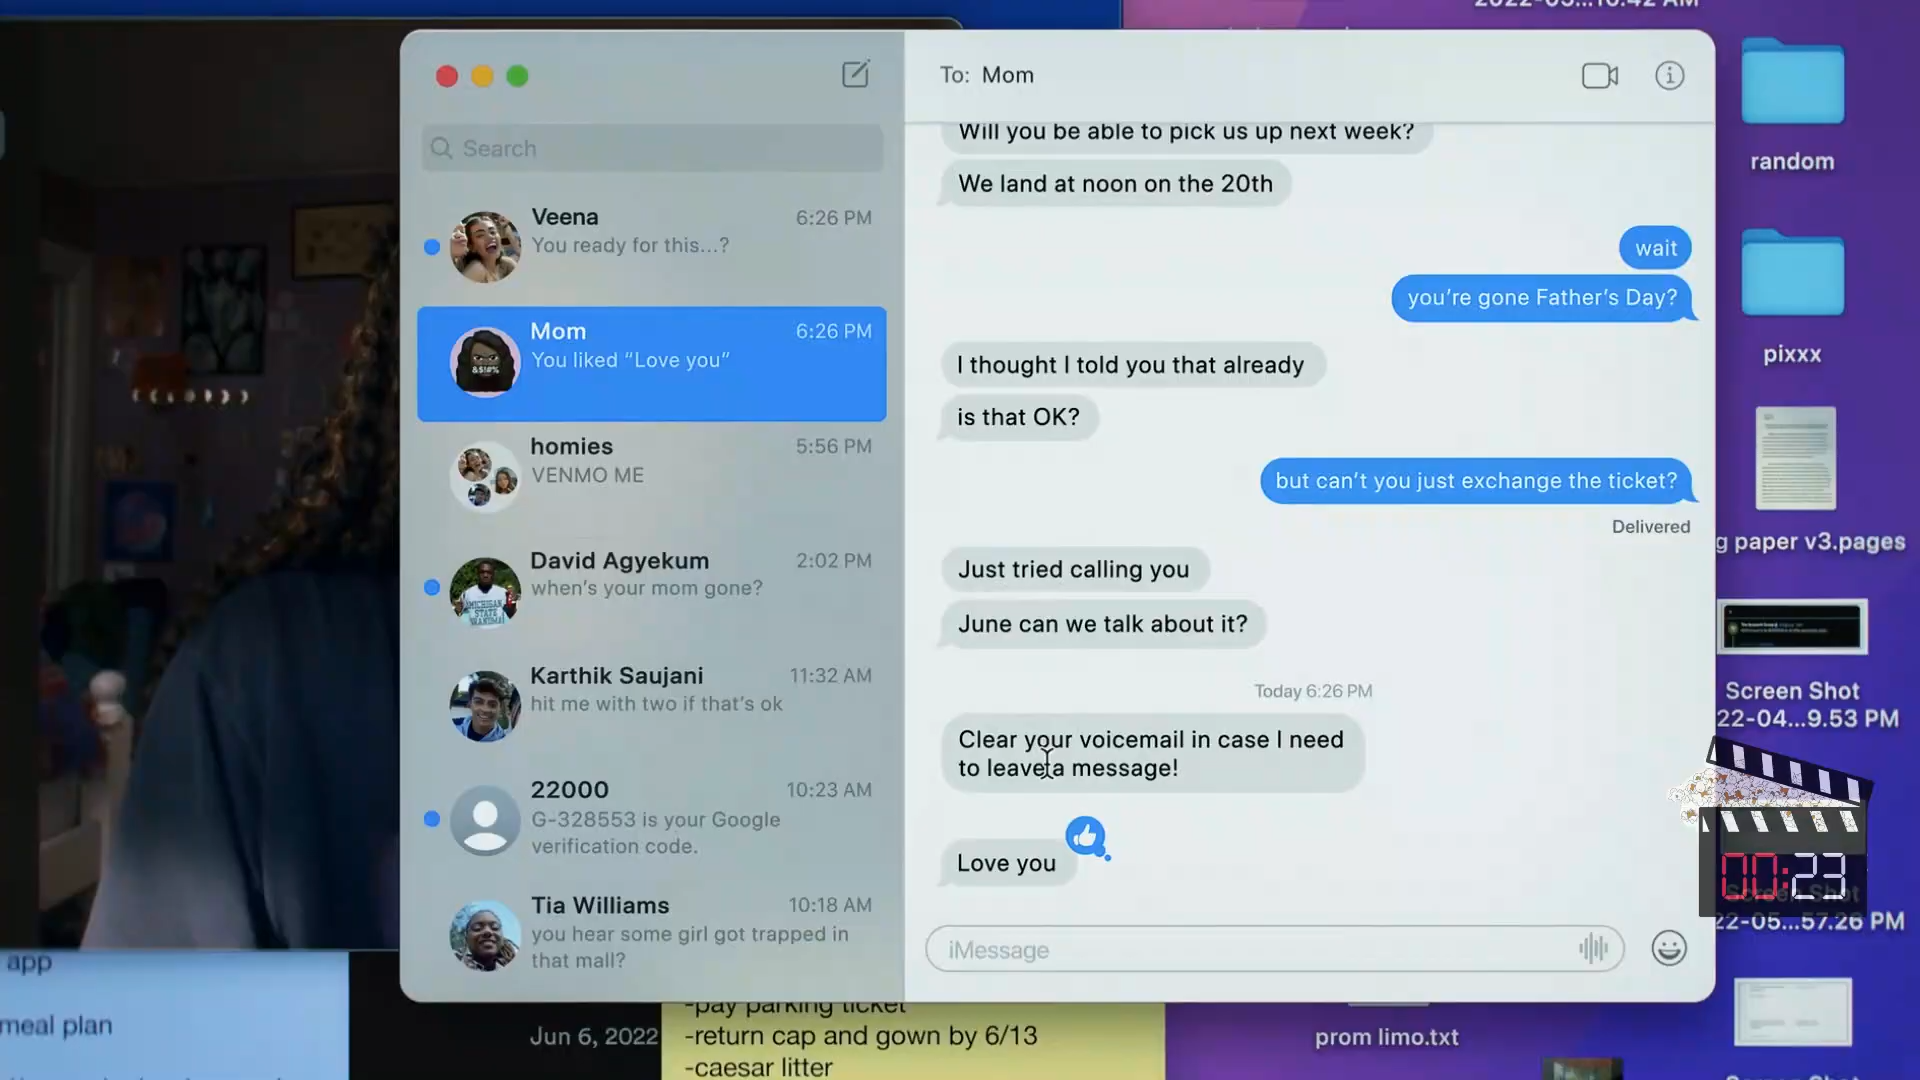 Search
Veena
6:26 PM
You ready for this...?
Mom
6:26 PM
You liked “Love you”
&$!#%
homies
5:56 PM
VENMO ME
David Agyekum
2:02 PM
when’s your mom gone?
MICHIGAN
STATE
GRANDMA!
Karthik Saujani
11:32 AM
hit me with two if that’s ok
22000
10:23 AM
G-328553 is your Google
verification code.
Tia Williams
10:18 AM
you hear some girl got trapped in
that mall?
To: Mom
Will you be able to pick us up next week?
We land at noon on the 20th
wait
you’re gone Father’s Day?
I thought I told you that already
is that OK?
but can’t you just exchange the ticket?
Delivered
Just tried calling you
June can we talk about it?
Today 6:26 PM
Clear your voicemail in case I need
to leave a message!
Love you
iMessage
random
pixxx
g paper v3.pages
Screen Shot
22-04...9.53 PM
00:23
Screen Shot
22-05...57.26 PM
app
meal plan
Jun 6, 2022
-pay parking ticket
-return cap and gown by 6/13
-caesar litter
prom limo.txt